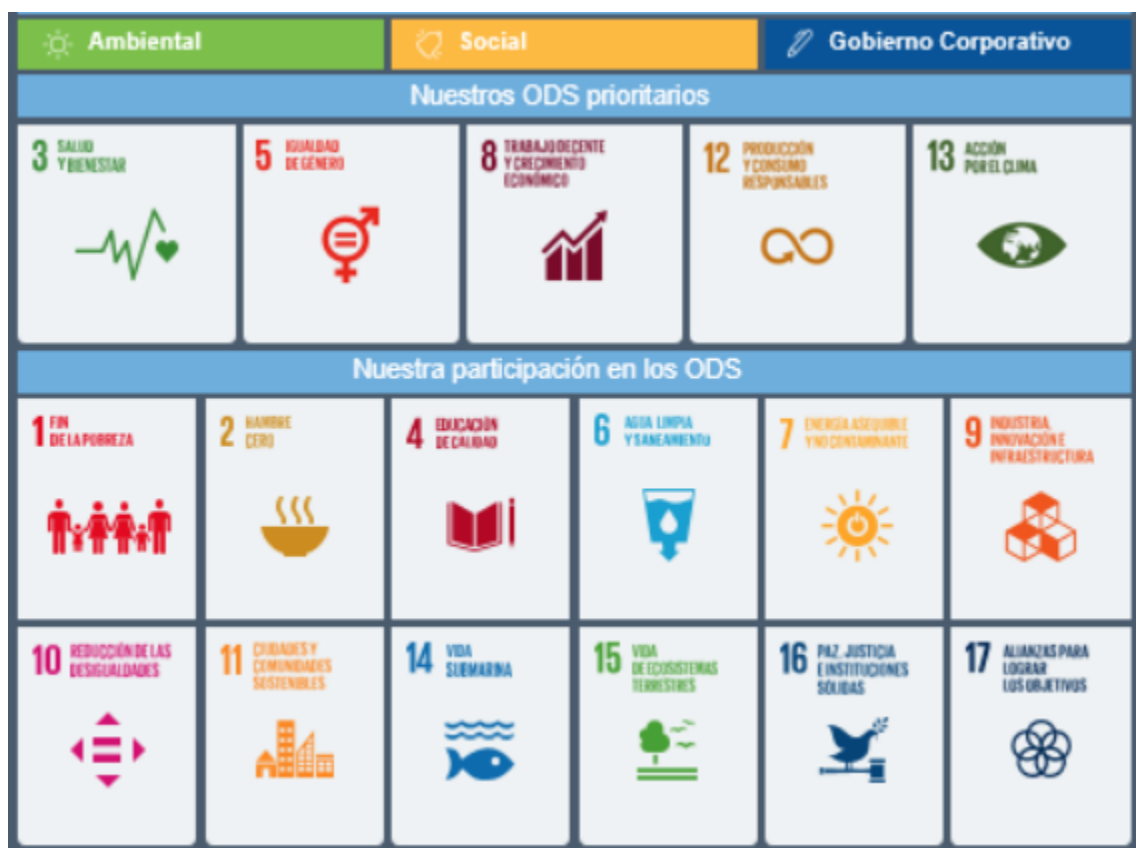 Ambiental
Social
Gobierno Corporativo
Nuestros ODS prioritarios
3 SALUD
Y BIENESTAR
5 IGUALDAD
DE GÉNERO
8 TRABAJO DECENTE
Y CRECIMIENTO
ECONÓMICO
12 PRODUCCIÓN
Y CONSUMO
RESPONSABLES
13 ACCIÓN
POR EL CLIMA
Nuestra participación en los ODS
1 FIN
DE LA POBREZA
2 HAMBRE
CERO
4 EDUCACIÓN
DE CALIDAD
6 AGUA LIMPIA
Y SANEAMIENTO
7 ENERGÍA ASEQUIBLE
Y NO CONTAMINANTE
9 INDUSTRIA,
INNOVACIÓN E
INFRAESTRUCTURA
10 REDUCCIÓN DE LAS
DESIGUALDADES
11 CIUDADES Y
COMUNIDADES
SOSTENIBLES
14 VIDA
SUBMARINA
15 VIDA
DE ECOSISTEMAS
TERRESTRES
16 PAZ, JUSTICIA
E INSTITUCIONES
SÓLIDAS
17 ALIANZAS PARA
LOGRAR
LOS OBJETIVOS